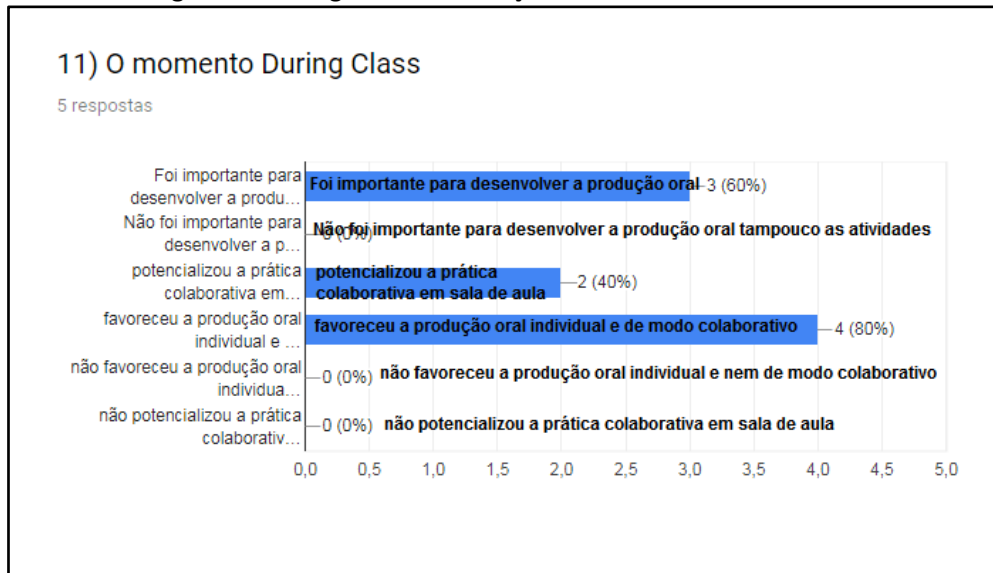 11) O momento During Class
5 respostas
Foi importante para
desenvolver a produ...
Foi importante para desenvolver a produção oral
3 (60%)
Não foi importante para
desenvolver a p...
0 (0%)
Não foi importante para desenvolver a produção oral tampouco as atividades
potencializou a prática
colaborativa em...
potencializou a prática
colaborativa em sala de aula
2 (40%)
favoreceu a produção oral
individual e ...
favoreceu a produção oral individual e de modo colaborativo
4 (80%)
não favoreceu a produção oral
individua...
0 (0%)
não favoreceu a produção oral individual e nem de modo colaborativo
não potencializou a prática
colaborativ...
0 (0%)
não potencializou a prática colaborativa em sala de aula
0,0 0,5 1,0 1,5 2,0 2,5 3,0 3,5 4,0 4,5 5,0